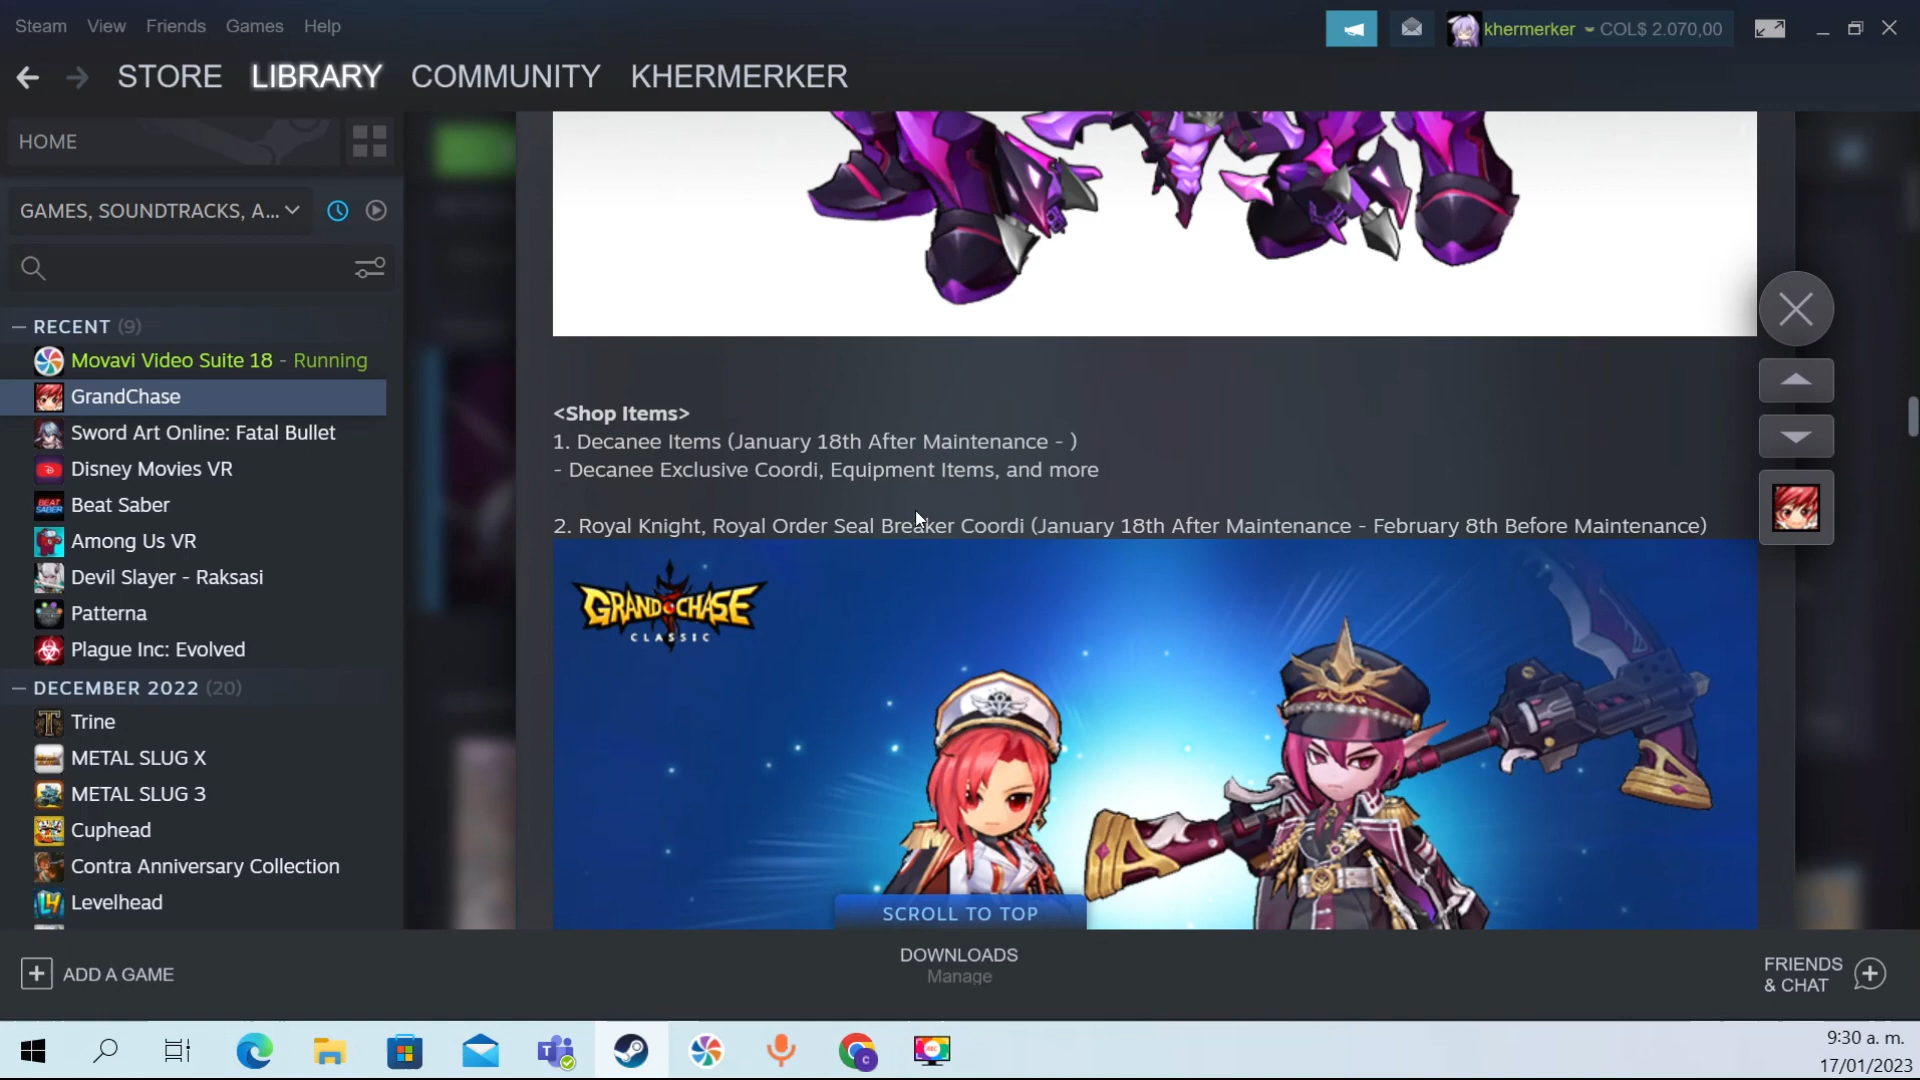 Steam View Friends Games Help
khermerker COL$ 2.070,00
STORE LIBRARY COMMUNITY KHERMERKER
HOME
GAMES, SOUNDTRACKS, A...
— RECENT (9)
Movavi Video Suite 18 - Running
GrandChase
Sword Art Online: Fatal Bullet
Disney Movies VR
Beat Saber
Among Us VR
Devil Slayer - Raksasi
Patterna
Plague Inc: Evolved
— DECEMBER 2022 (20)
Trine
METAL SLUG X
METAL SLUG 3
Cuphead
Contra Anniversary Collection
Levelhead
<Shop Items>
1. Decanee Items (January 18th After Maintenance - )
- Decanee Exclusive Coordi, Equipment Items, and more
2. Royal Knight, Royal Order Seal Breaker Coordi (January 18th After Maintenance - February 8th Before Maintenance)
GRAND CHASE
CLASSIC
SCROLL TO TOP
ADD A GAME
DOWNLOADS
Manage
FRIENDS
& CHAT
9:30 a. m.
17/01/2023